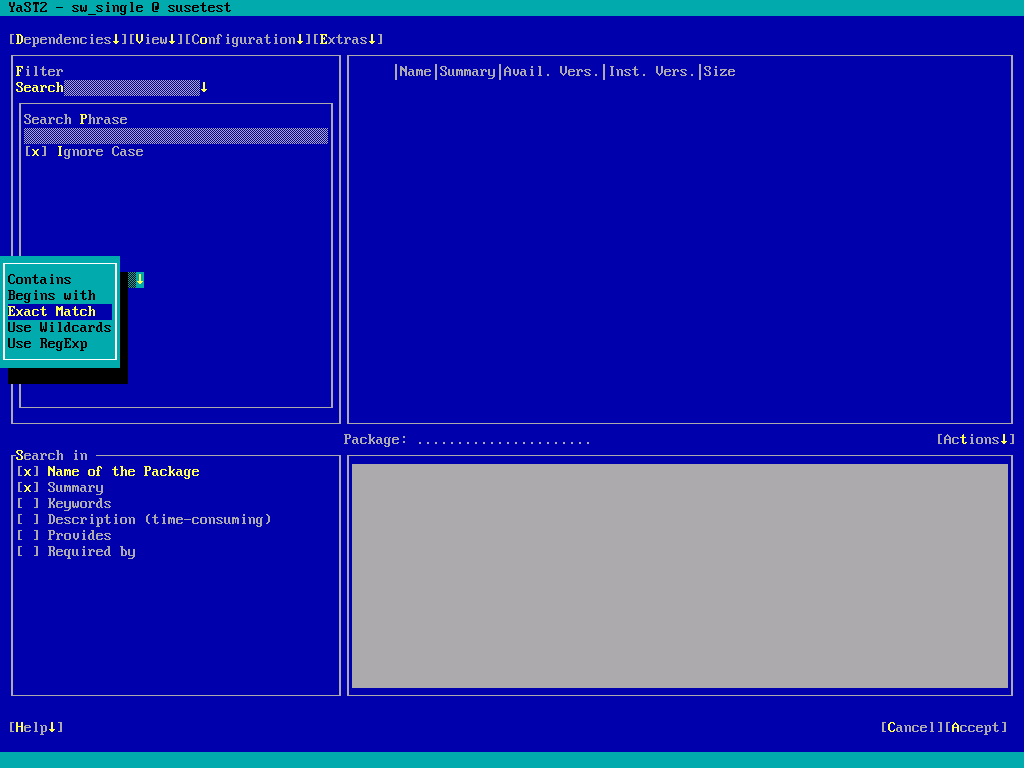 YaST2 - sw_single @ susetest
[Dependencies↓][View↓][Configuration↓][Extras↓]
Filter
Search↓
Search Phrase
[x] Ignore Case
Contains
Begins with
Exact Match
Use Wildcards
Use RegExp
↓
|Name|Summary|Avail. Vers.|Inst. Vers.|Size
Package: ......................
[Actions↓]
Search in
[x] Name of the Package
[x] Summary
[ ] Keywords
[ ] Description (time-consuming)
[ ] Provides
[ ] Required by
[Help↓]
[Cancel][Accept]